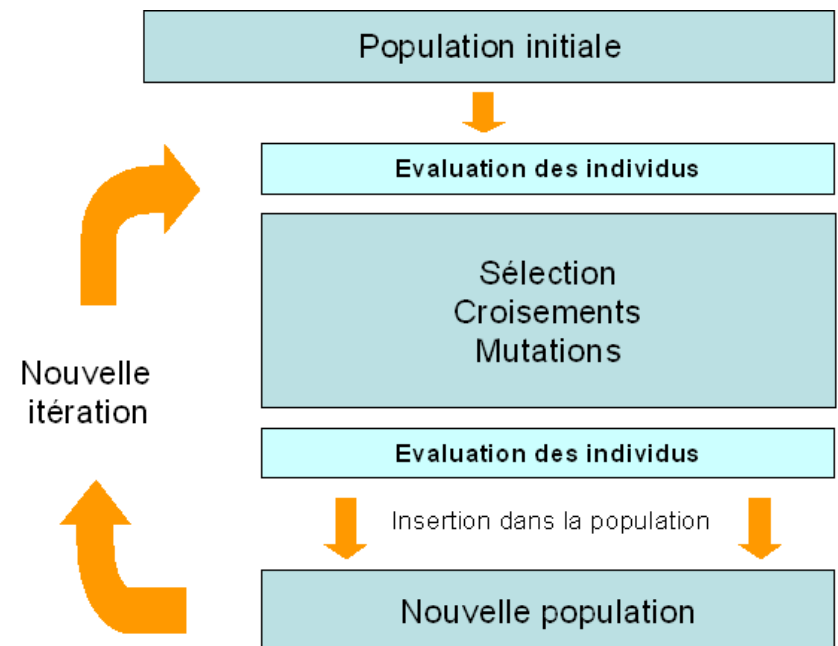 Population initiale
Evaluation des individus
Sélection
Croisements
Mutations
Nouvelle
itération
Evaluation des individus
Insertion dans la population
Nouvelle population